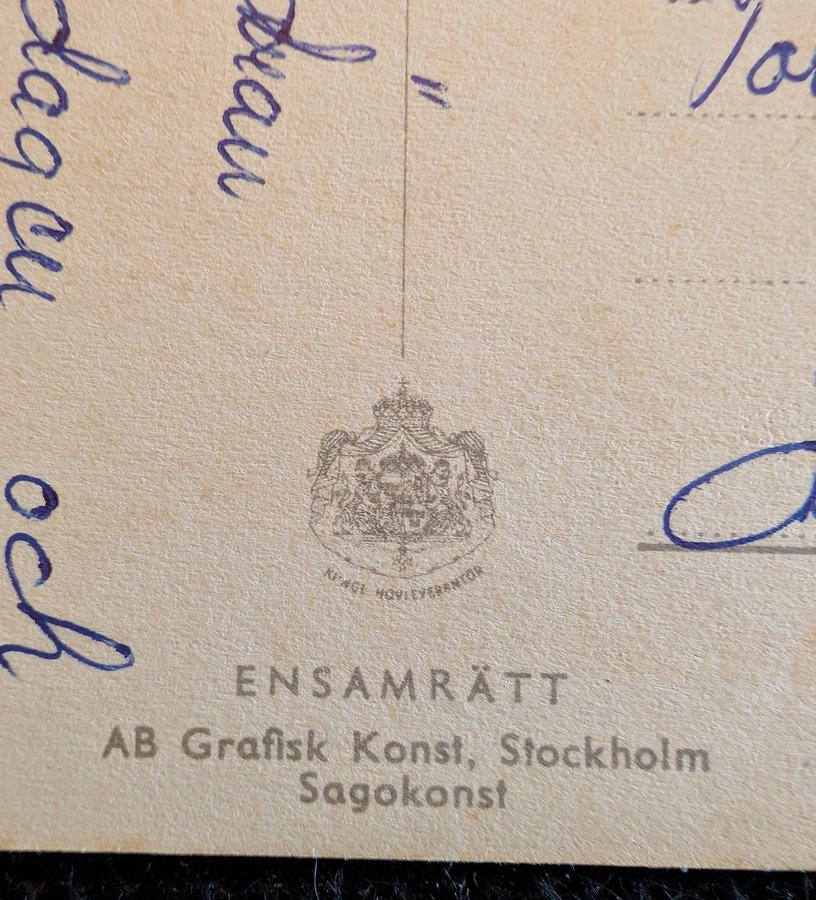 dagen
och
"
KUNGL. HOVLEVERANTÖR
ENSAMRÄTT
AB Grafisk Konst, Stockholm
Sagokonst